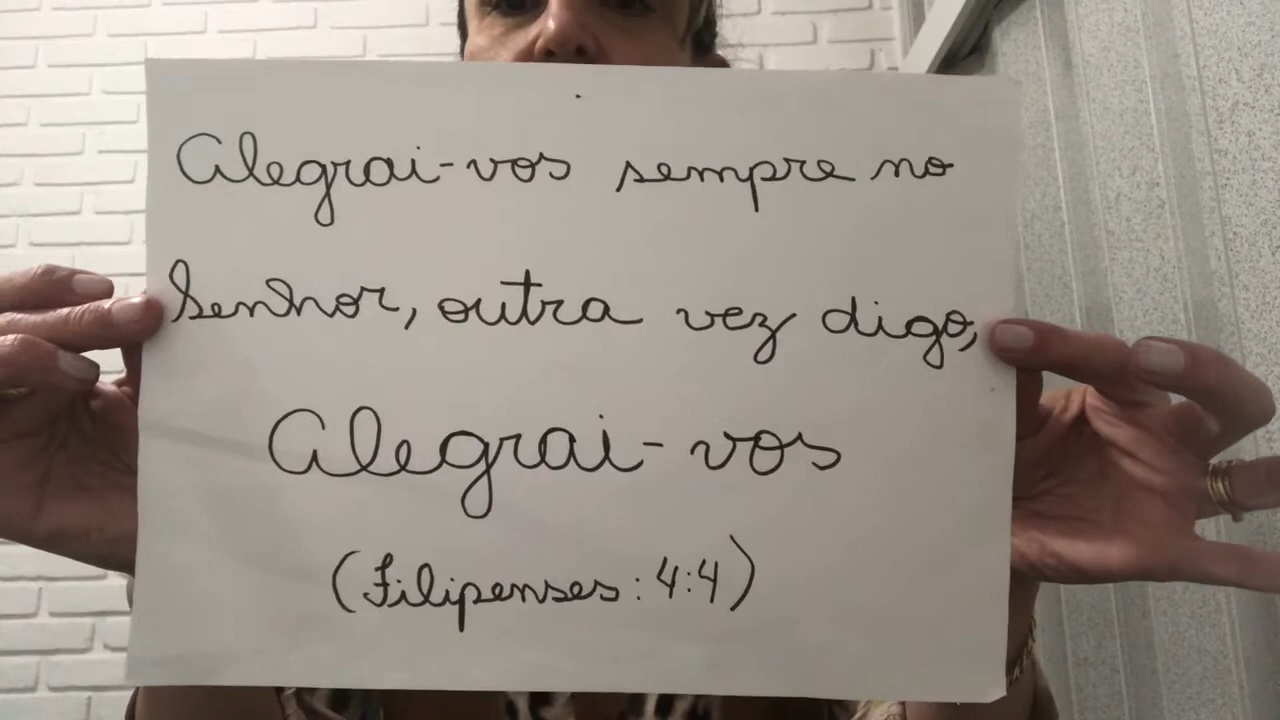 Alegrai-vos sempre no
Senhor, outra vez digo,
Alegrai-vos
(Filipenses: 4:4)